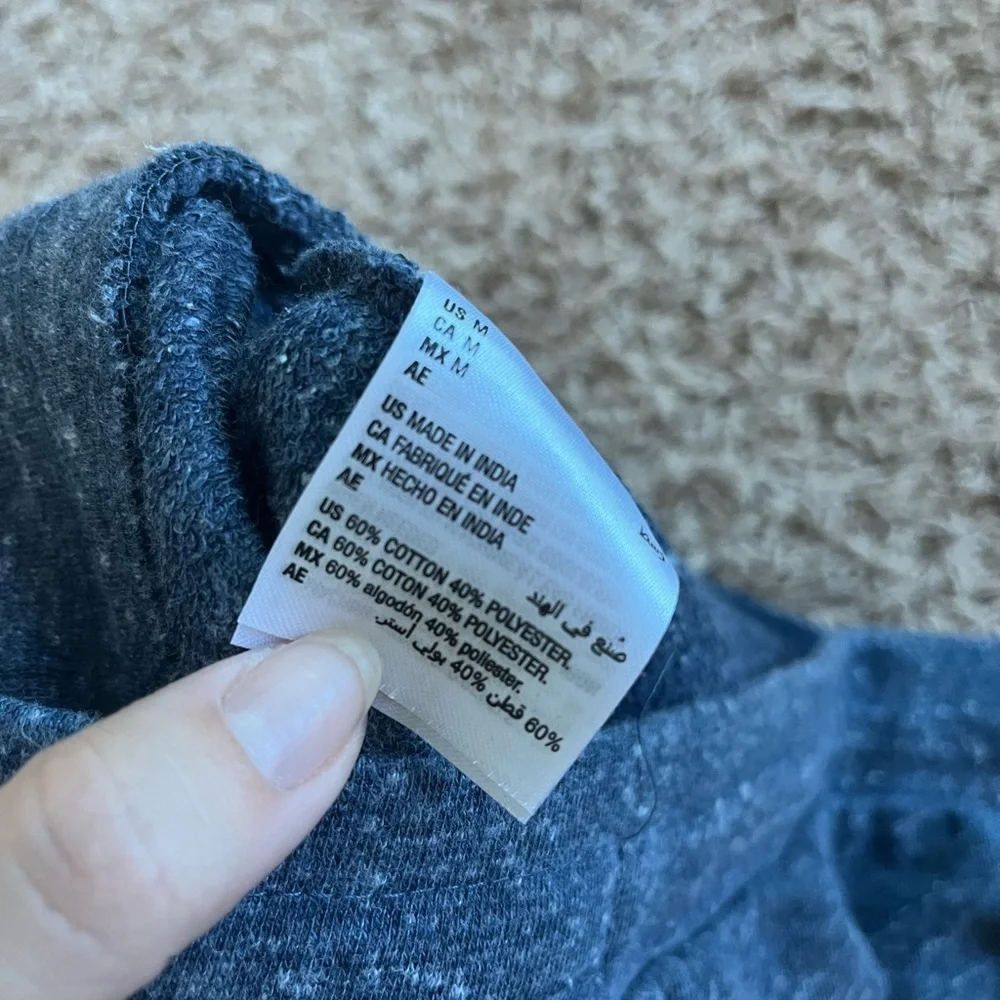 US M
CA M
MX M
AE
US MADE IN INDIA
CA FABRIQUÉ EN INDE
MX HECHO EN INDIA
AE
صُنع في الهند
US 60% COTTON 40% POLYESTER.
CA 60% COTON 40% POLYESTER.
MX 60% algodón 40% poliester.
AE
60% قطن 40% بولي أستر